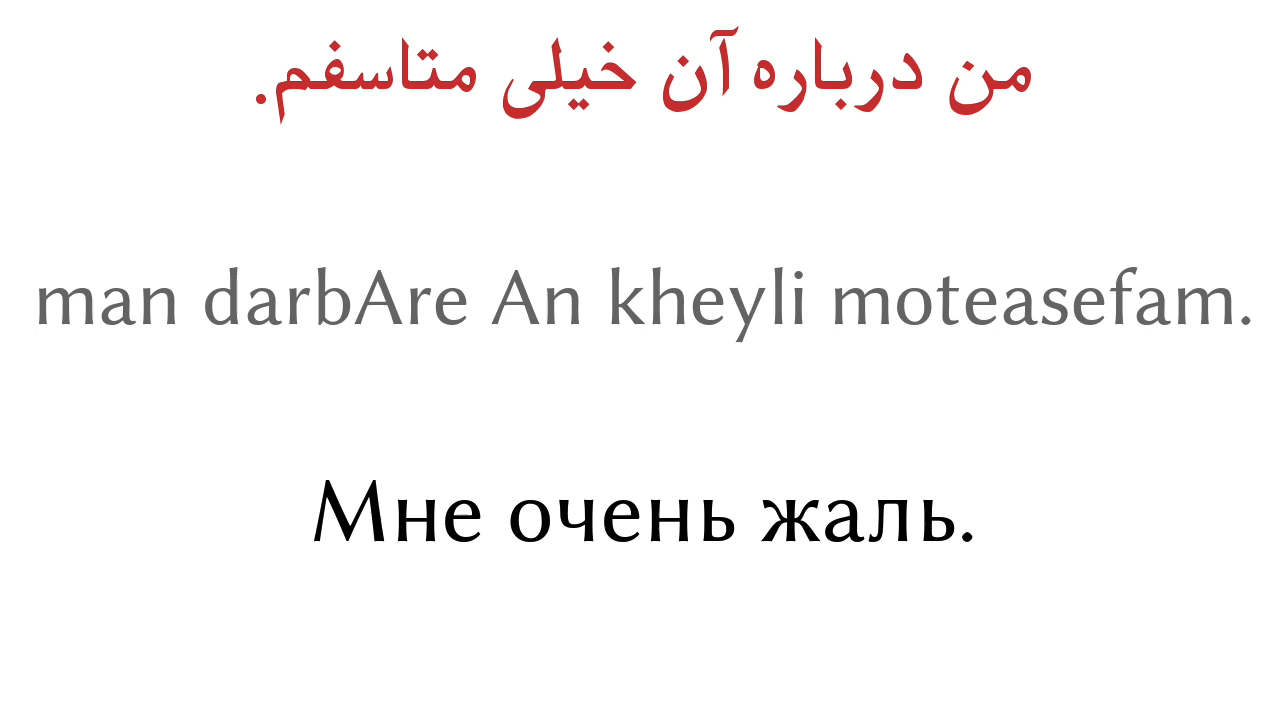 من درباره آن خیلی متاسفم.
man darbAre An kheyli moteasefam.
Мне очень жаль.